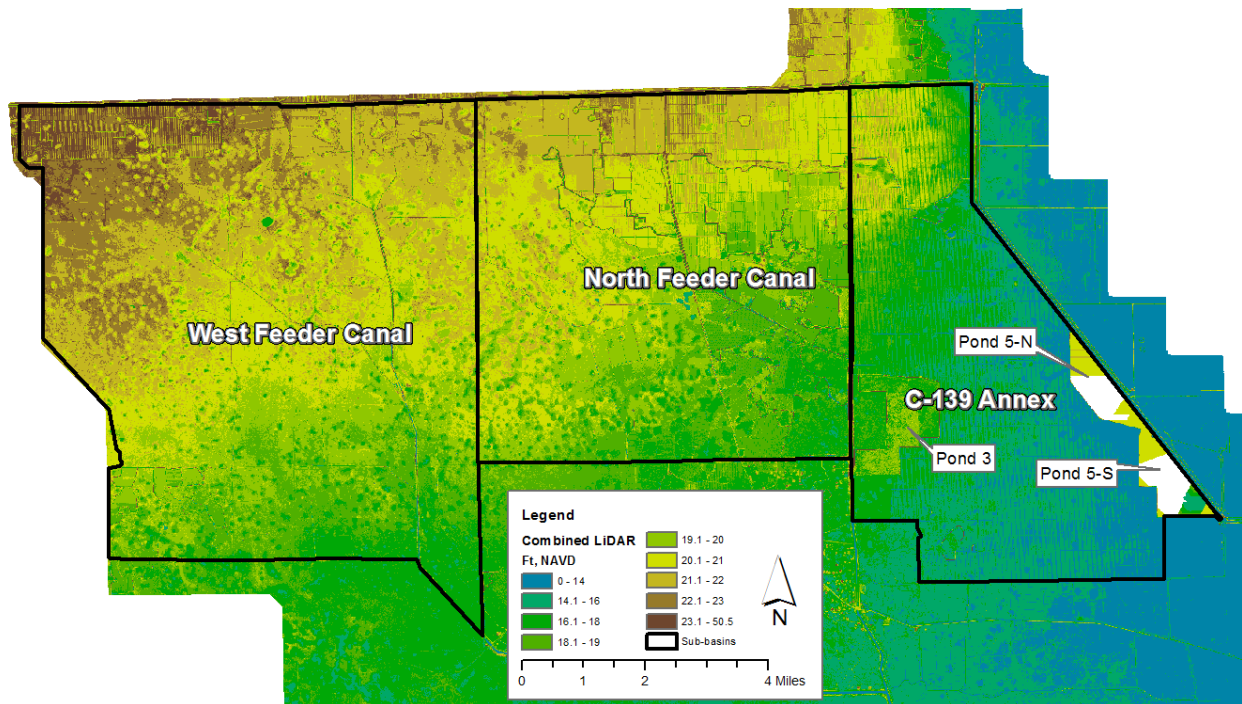 North Feeder Canal
West Feeder Canal
Pond 5-N
C-139 Annex
Pond 3
Pond 5-S
Legend
Combined LiDAR
Ft, NAVD
0 - 14
14.1 - 16
16.1 - 18
18.1 - 19
19.1 - 20
20.1 - 21
21.1 - 22
22.1 - 23
23.1 - 50.5
Sub-basins
N
0 1 2 4 Miles